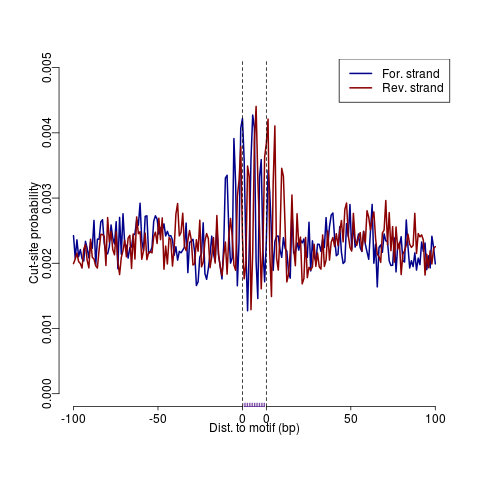 0.005
0.004
0.003
0.002
0.001
0.000
Cut-site probability
For. strand
Rev. strand
-100 -50 0 0 50 100
Dist. to motif (bp)